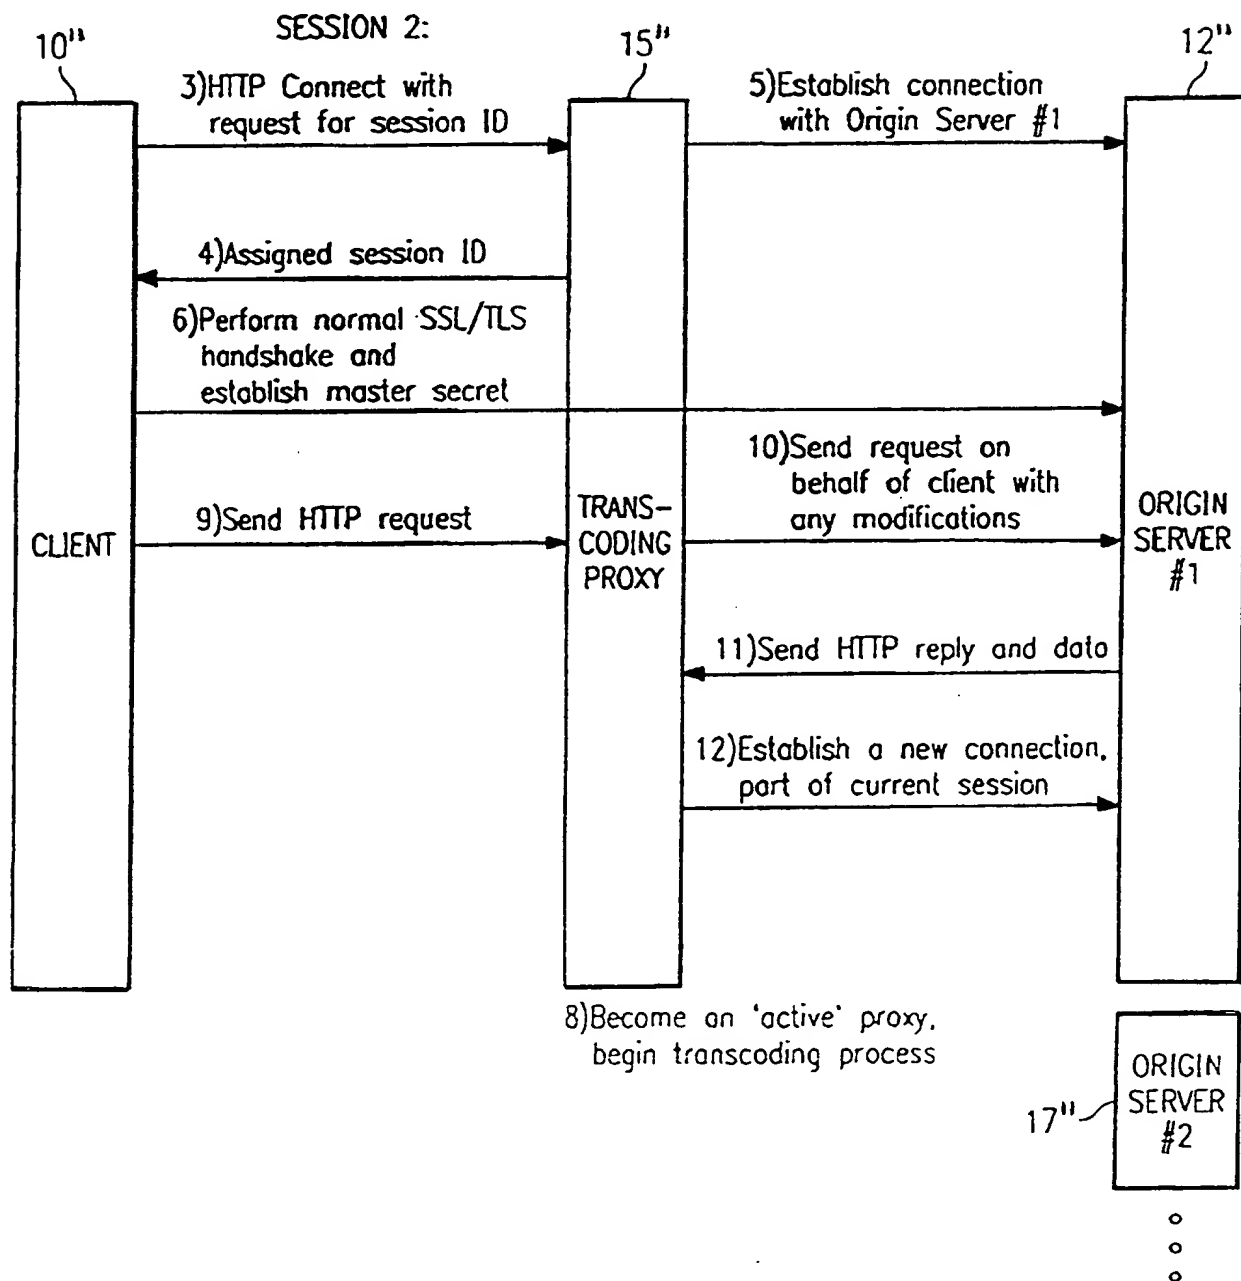 SESSION 2:
10"
15"
12"
3)HTTP Connect with
request for session ID
5)Establish connection
with Origin Server #1
4)Assigned session ID
6)Perform normal SSL/TLS
handshake and
establish master secret
10)Send request on
behalf of client with
any modifications
9)Send HTTP request
CLIENT
TRANS-
CODING
PROXY
ORIGIN
SERVER
#1
11)Send HTTP reply and data
12)Establish a new connection,
part of current session
8)Become an 'active' proxy,
begin transcoding process
ORIGIN
SERVER
#2
17"